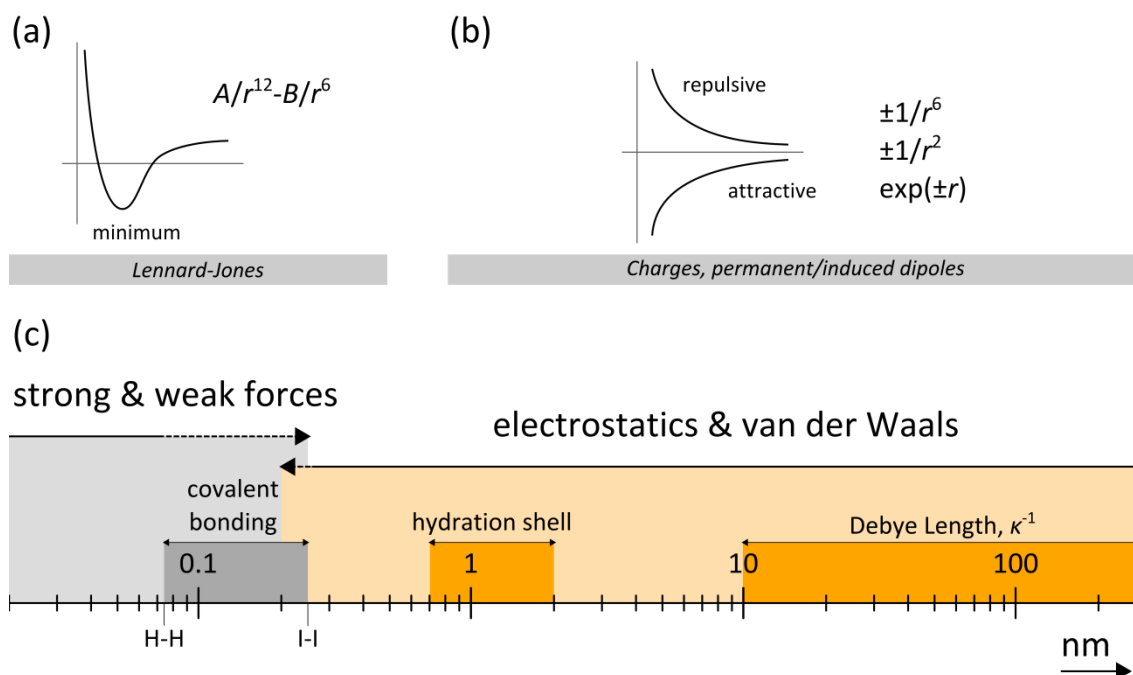 (a)
A/r¹²-B/r⁶
minimum
Lennard-Jones
(b)
repulsive
attractive
±1/r⁶
±1/r²
exp(±r)
Charges, permanent/induced dipoles
(c)
strong & weak forces
electrostatics & van der Waals
covalent
bonding
hydration shell
Debye Length, κ⁻¹
0.1
1
10
100
H-H
I-I
nm